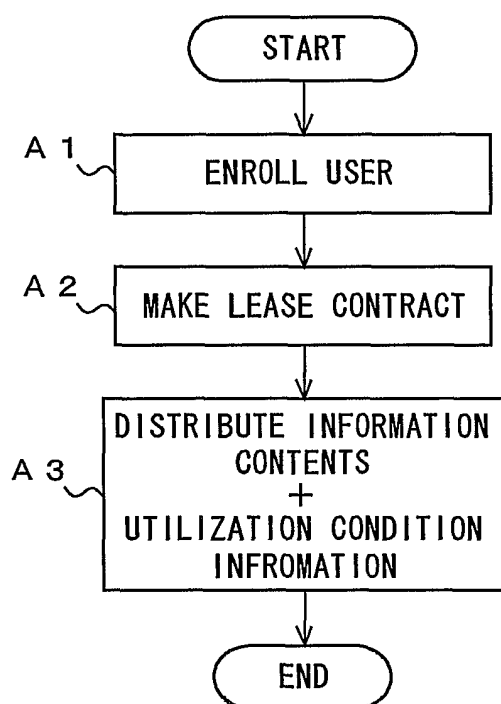 START
A 1
ENROLL USER
A 2
MAKE LEASE CONTRACT
A 3
DISTRIBUTE INFORMATION
CONTENTS
+
UTILIZATION CONDITION
INFROMATION
END